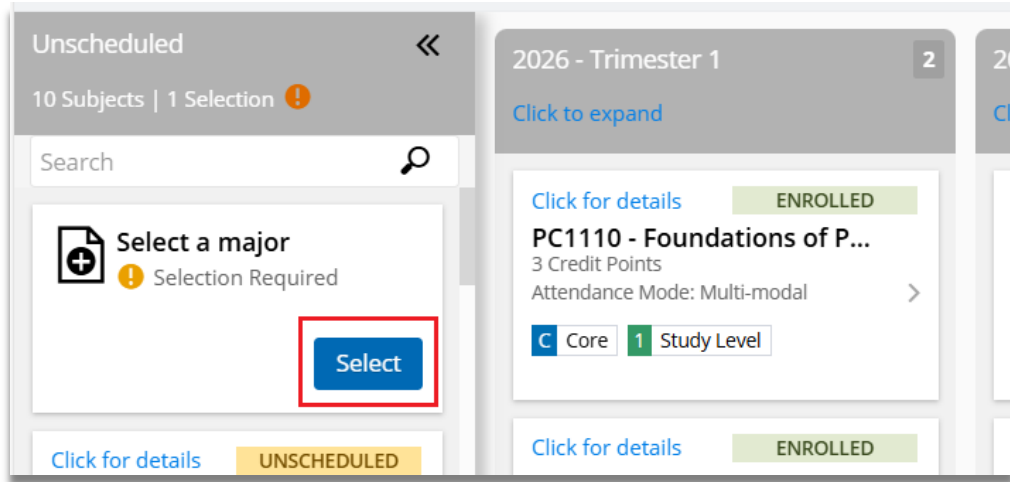 Unscheduled
10 Subjects | 1 Selection
Search
Select a major
Selection Required
Select
Click for details
UNSCHEDULED
2026 - Trimester 1
2
Click to expand
Click for details
ENROLLED
PC1110 - Foundations of P...
3 Credit Points
Attendance Mode: Multi-modal
C Core 1 Study Level
Click for details
ENROLLED